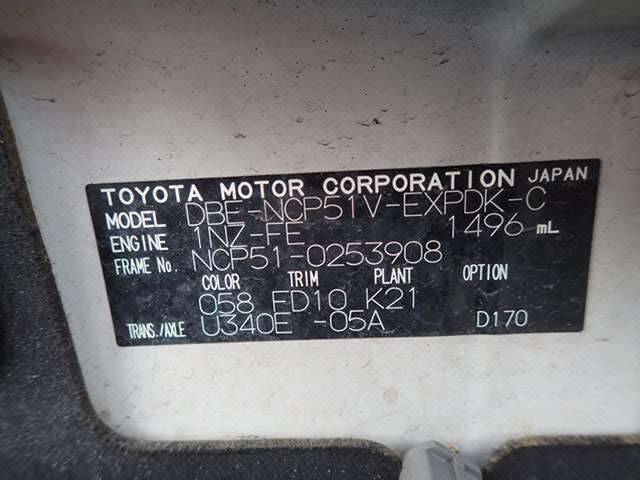 TOYOTA MOTOR CORPORATION JAPAN
MODEL DBE-NCP51V-EXPDK-C
ENGINE 1NZ-FE 1496 mL
FRAME No. NCP51-0253908
COLOR TRIM PLANT OPTION
058 FD10 K21
TRANS./AXLE U340E -05A D170